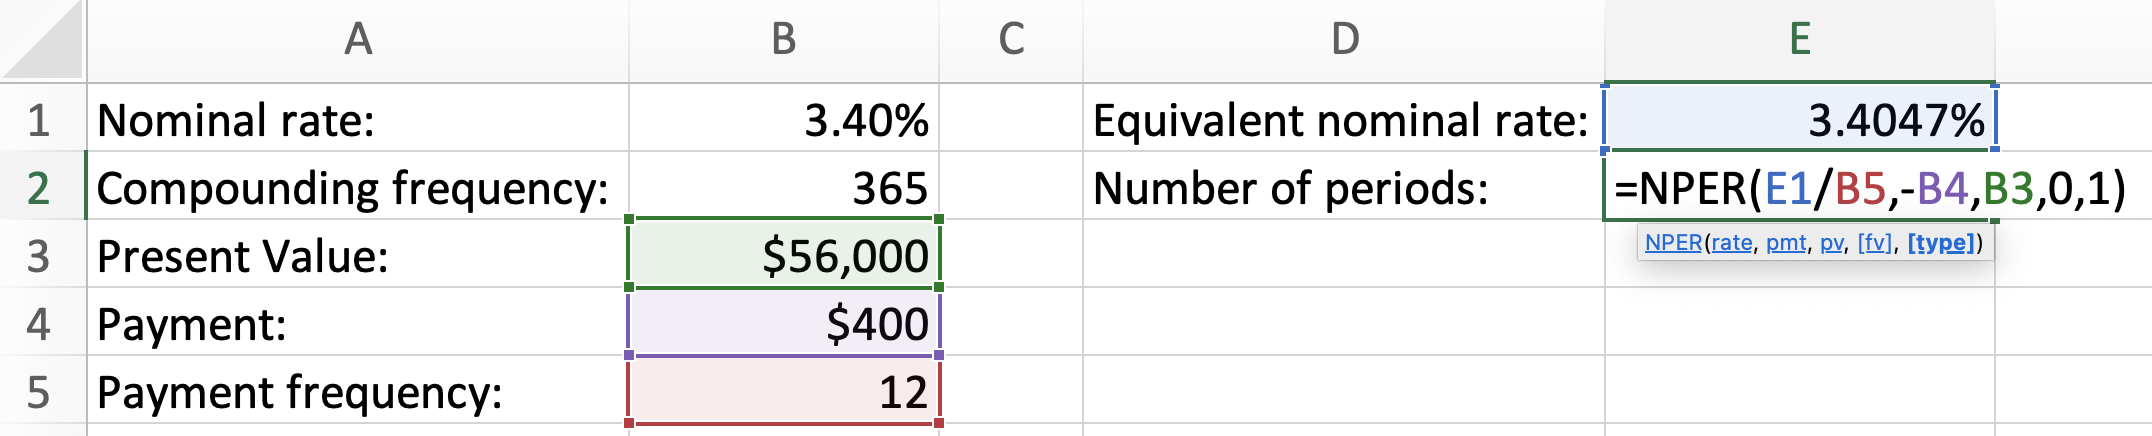 A B C D E
1 Nominal rate: 3.40% Equivalent nominal rate: 3.4047%
2 Compounding frequency: 365 Number of periods: =NPER(E1/B5,-B4,B3,0,1)
NPER(rate, pmt, pv, [fv], [type])
3 Present Value: $56,000
4 Payment: $400
5 Payment frequency: 12